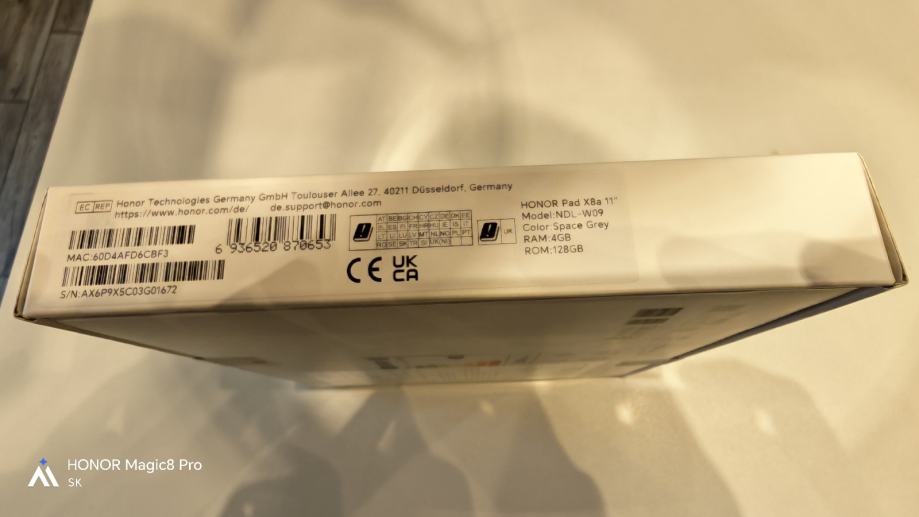 EC REP
Honor Technologies Germany GmbH Toulouser Allee 27, 40211 Düsseldorf, Germany
https://www.honor.com/de/ de.support@honor.com
MAC:60D4AFD6CBF3
6 936520 870653
S/N:AX6P9X5C03G01672
UK
CE UK CA
HONOR Pad X8a 11"
Model:NDL-W09
Color Space Grey
RAM:4GB
ROM:128GB
HONOR Magic8 Pro
SK